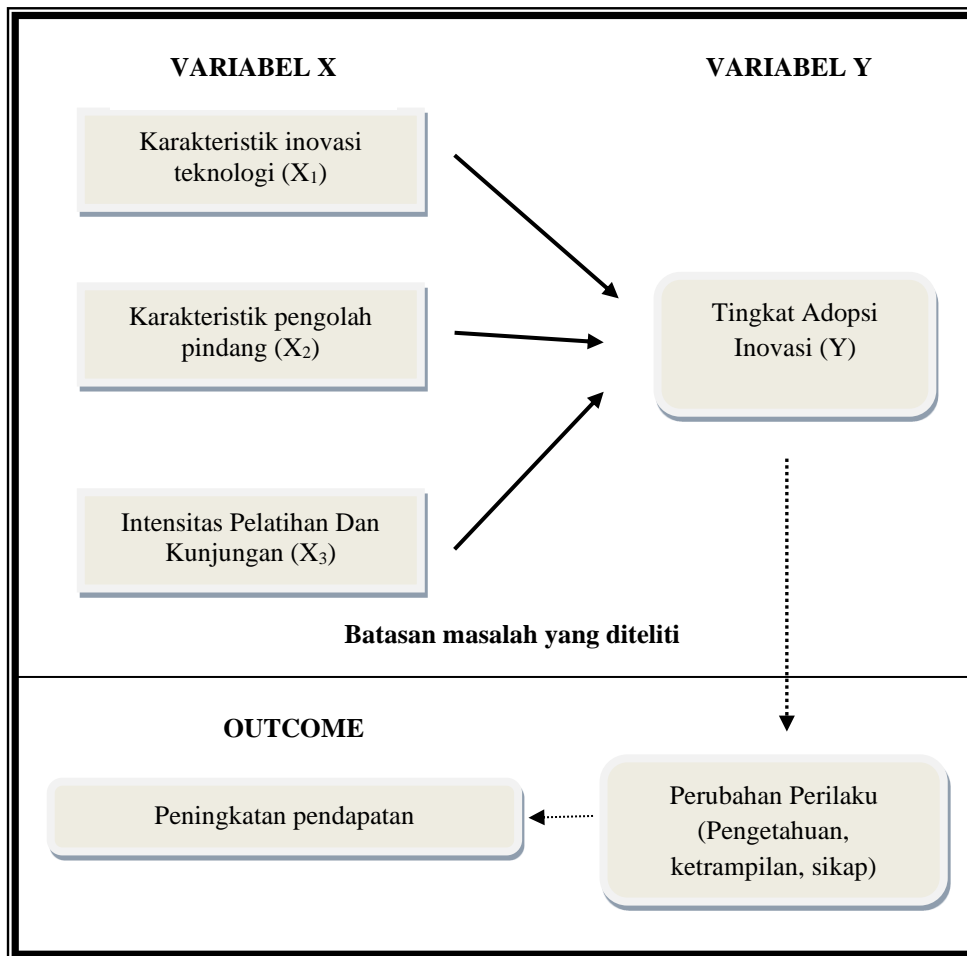 VARIABEL X
VARIABEL Y
Karakteristik inovasi
teknologi (X₁)
Karakteristik pengolah
pindang (X₂)
Tingkat Adopsi
Inovasi (Y)
Intensitas Pelatihan Dan
Kunjungan (X₃)
Batasan masalah yang diteliti
OUTCOME
Peningkatan pendapatan
Perubahan Perilaku
(Pengetahuan,
ketrampilan, sikap)